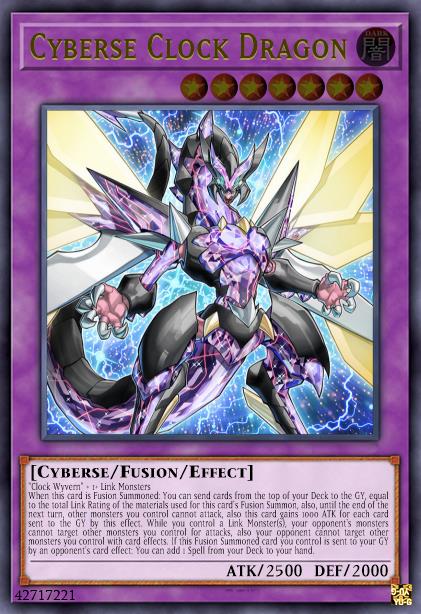 CYBERSE CLOCK DRAGON
DARK
闇
[CYBERSE/FUSION/EFFECT]
"Clock Wyvern" + 1+ Link Monsters
When this card is Fusion Summoned: You can send cards from the top of your Deck to the GY, equal
to the total Link Rating of the materials used for this card's Fusion Summon, also, until the end of the
next turn, other monsters you control cannot attack, also this card gains 1000 ATK for each card
sent to the GY by this effect. While you control a Link Monster(s), your opponent's monsters
cannot target other monsters you control for attacks, also your opponent cannot target other
monsters you control with card effects. If this Fusion Summoned card you control is sent to your GY
by an opponent's card effect: You can add 1 Spell from your Deck to your hand.
ATK/2500 DEF/2000
42717221